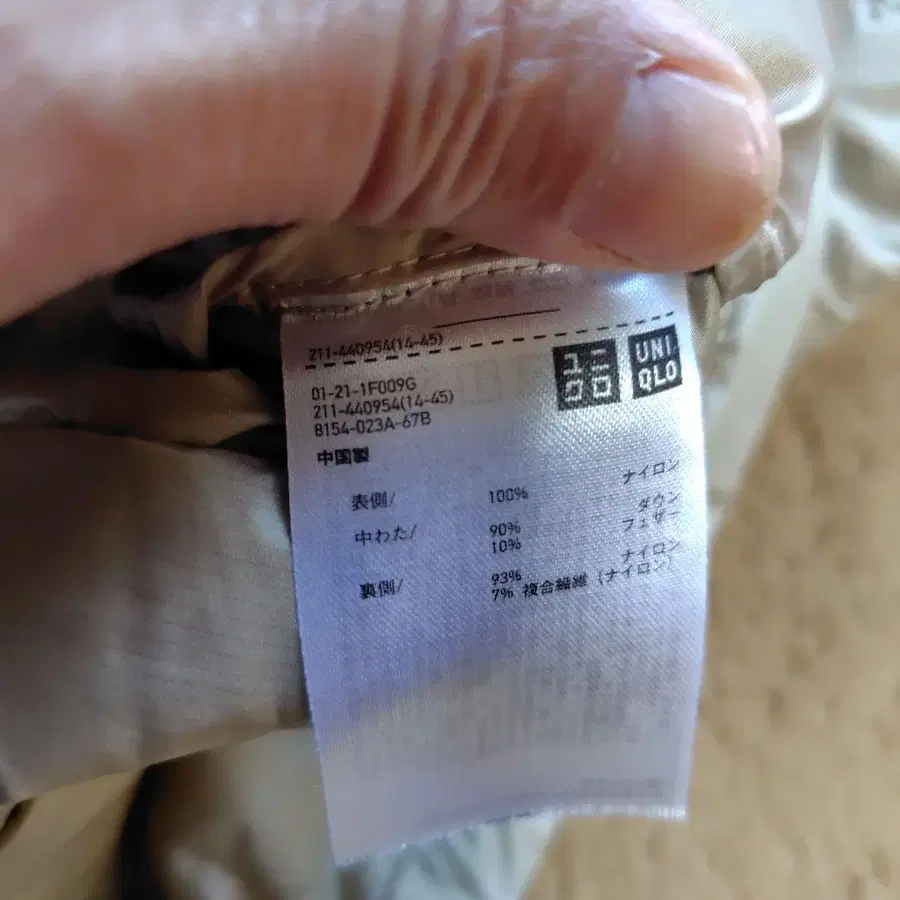 211-440954(14-45)
ユニクロ
UNIQLO
01-21-1F009G
211-440954(14-45)
8154-023A-67B
中国製
表側/ 100% ナイロン
中わた/ 90% ダウン
10% フェザー
裏側/ 93% ナイロン
7% 複合繊維 (ナイロン)